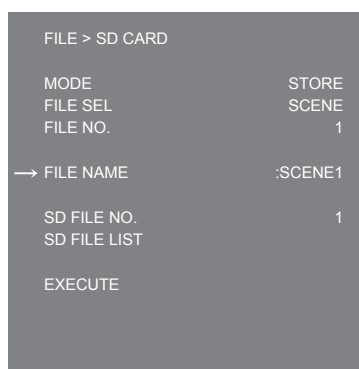 FILE > SD CARD
MODE STORE
FILE SEL SCENE
FILE NO. 1
→ FILE NAME :SCENE1
SD FILE NO. 1
SD FILE LIST
EXECUTE